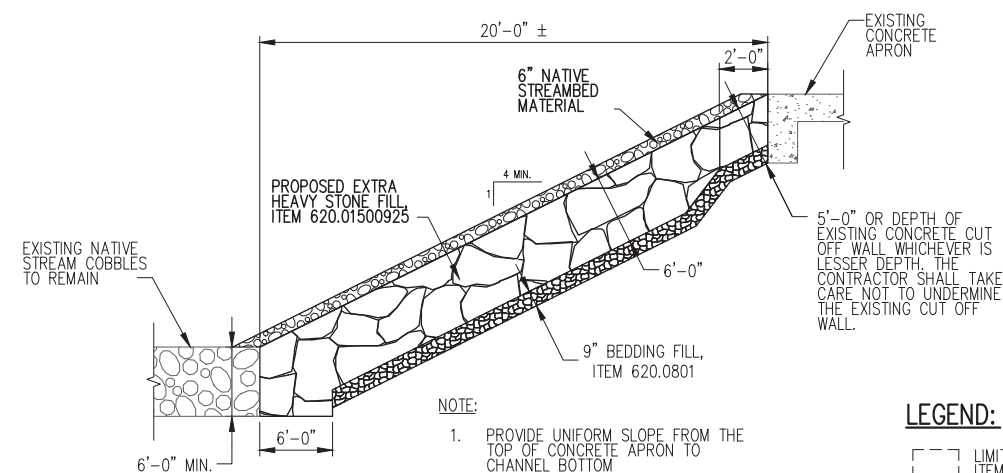 20'-0" ±
EXISTING
CONCRETE
APRON
2'-0"
6" NATIVE
STREAMBED
MATERIAL
4 MIN.
1
PROPOSED EXTRA
HEAVY STONE FILL,
ITEM 620.01500925
EXISTING NATIVE
STREAM COBBLES
TO REMAIN
5'-0" OR DEPTH OF
EXISTING CONCRETE CUT
OFF WALL WHICHEVER IS
LESSER DEPTH. THE
CONTRACTOR SHALL TAKE
CARE NOT TO UNDERMINE
THE EXISTING CUT OFF
WALL.
6'-0"
9" BEDDING FILL,
ITEM 620.0801
6'-0"
6'-0" MIN.
NOTE:
1. PROVIDE UNIFORM SLOPE FROM THE
TOP OF CONCRETE APRON TO
CHANNEL BOTTOM
LEGEND:
LIMI
ITEM